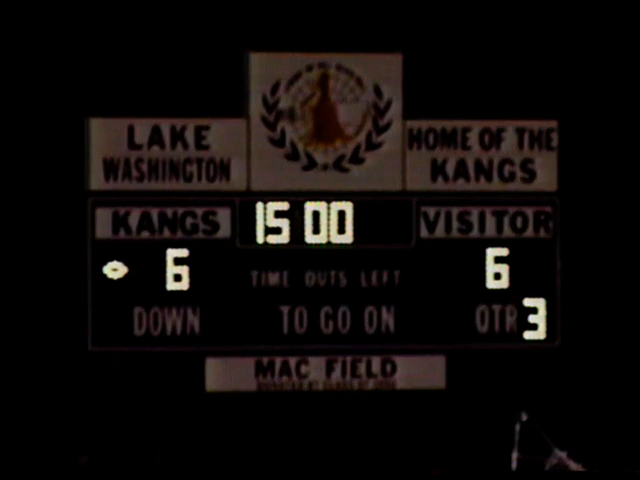 LAKE
WASHINGTON
HOME OF THE
KANGS
KANGS
15 00
VISITOR
6
TIME OUTS LEFT
6
DOWN
TO GO ON
QTR 3
MAC FIELD